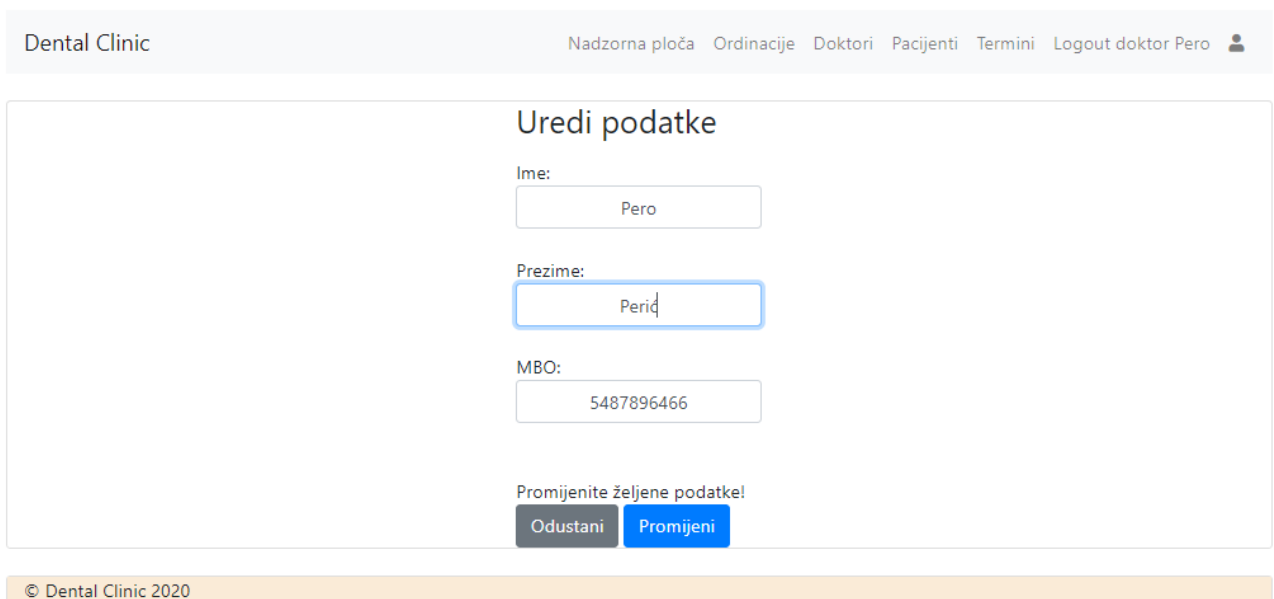 Dental Clinic Nadzorna ploča Ordinacije Doktori Pacijenti Termini Logout doktor Pero
Uredi podatke
Ime:
Pero
Prezime:
Perić
MBO:
5487896466
Promijenite željene podatke!
Odustani Promijeni
© Dental Clinic 2020